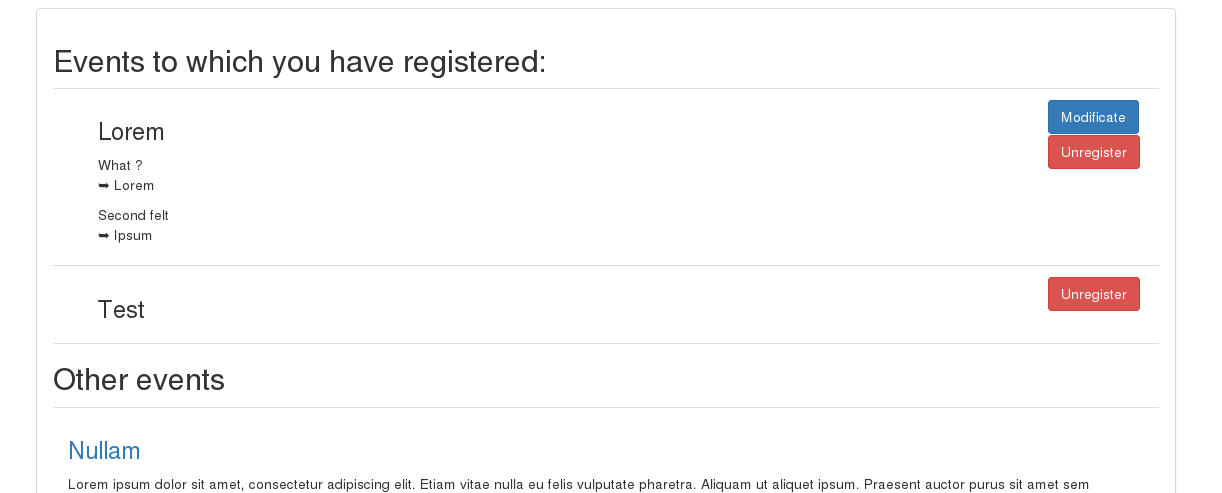 Events to which you have registered:
Modificate
Lorem
Unregister
What ?
➥ Lorem
Second felt
➥ Ipsum
Unregister
Test
Other events
Nullam
Lorem ipsum dolor sit amet, consectetur adipiscing elit. Etiam vitae nulla eu felis vulputate pharetra. Aliquam ut aliquet ipsum. Praesent auctor purus sit amet sem